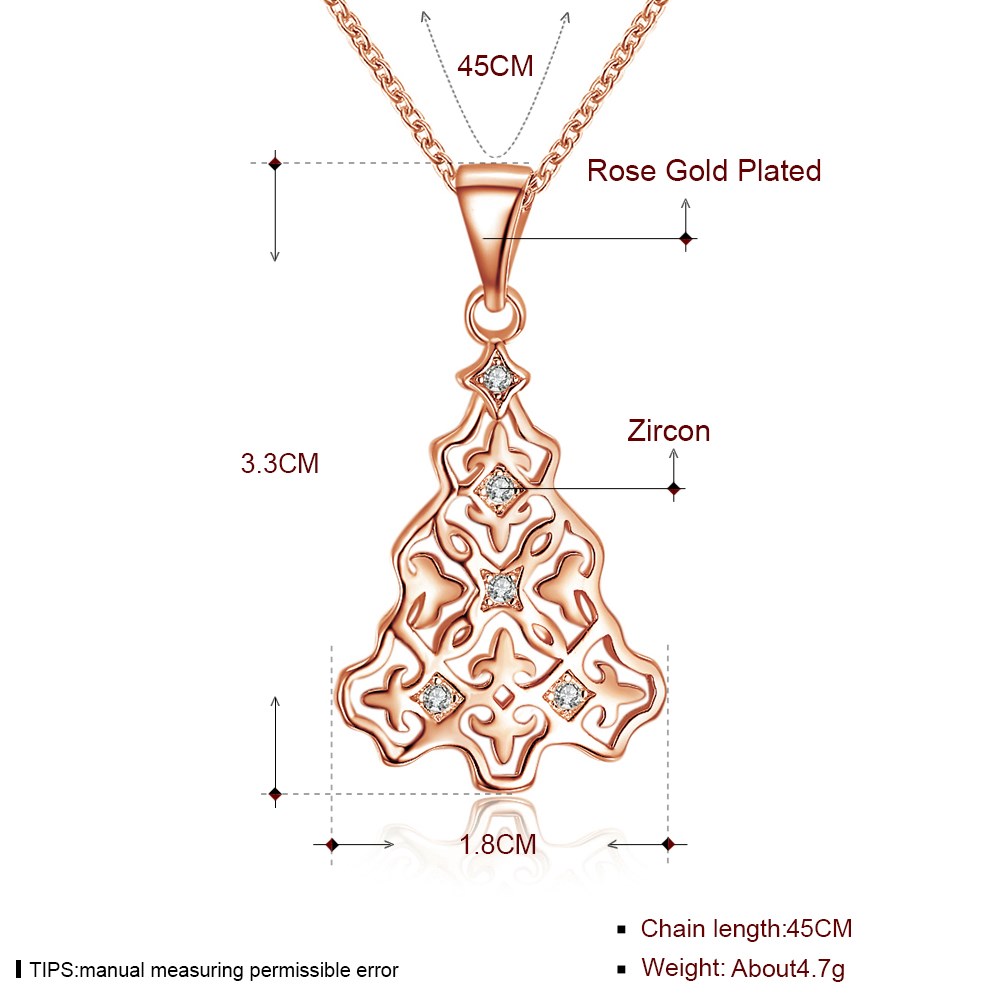 45CM
Rose Gold Plated
Zircon
3.3CM
1.8CM
Chain length:45CM
Weight: About4.7g
TIPS:manual measuring permissible error